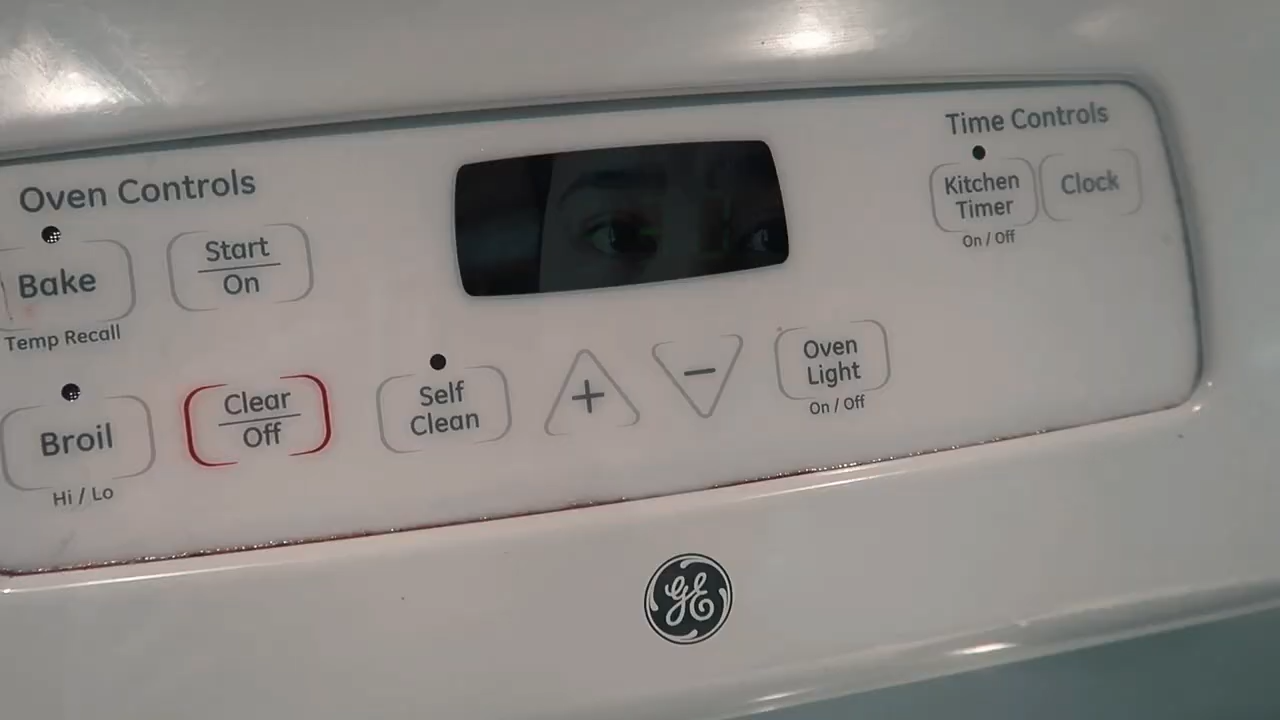 Oven Controls
Bake
Temp Recall
Start
On
Broil
Hi / Lo
Clear
Off
Self
Clean
+
−
Oven
Light
On / Off
Time Controls
Kitchen
Timer
On / Off
Clock
GE